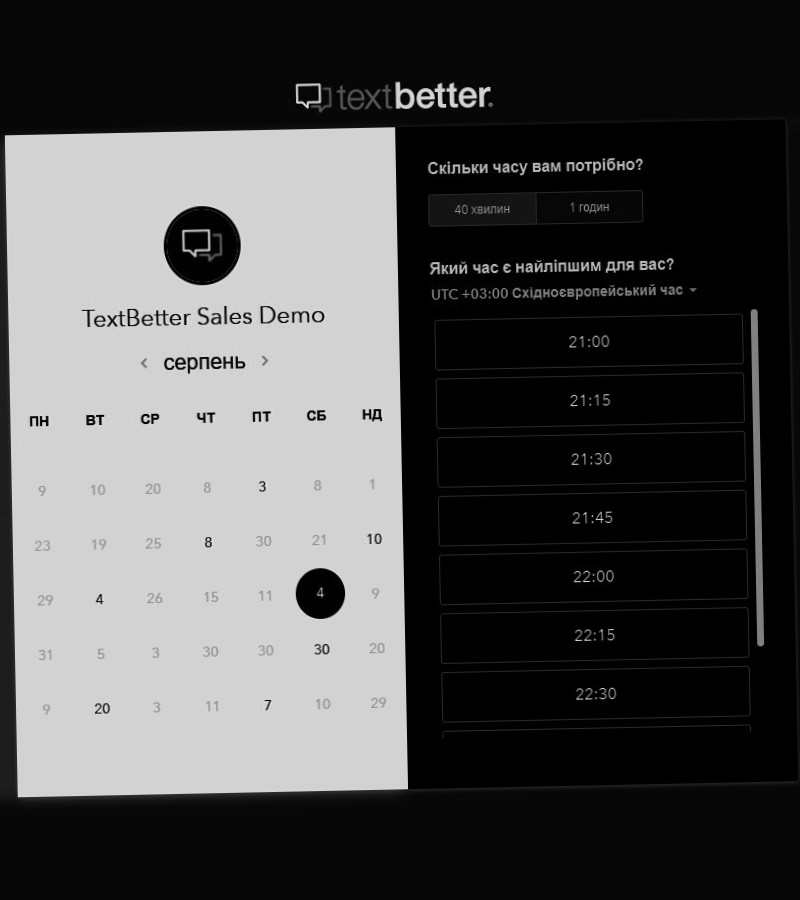 textbetter.
TextBetter Sales Demo
серпень
ПН ВТ СР ЧТ ПТ СБ НД
9 10 20 8 3 8 1
23 19 25 8 30 21 10
29 4 26 15 11 4 9
31 5 3 30 30 30 20
9 20 3 11 7 10 29
Скільки часу вам потрібно?
40 хвилин 1 годин
Який час є найліпшим для вас?
UTC +03:00 Східноєвропейський час
21:00
21:15
21:30
21:45
22:00
22:15
22:30